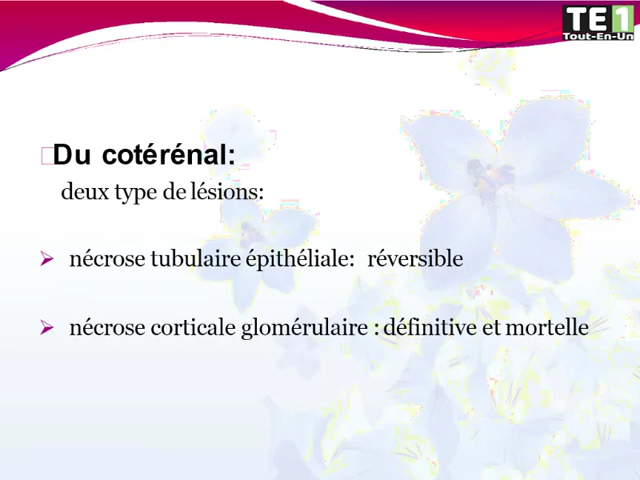 TE1
Tout-En-Un
Du cotérénal:
deux type de lésions:
nécrose tubulaire épithéliale: réversible
nécrose corticale glomérulaire : définitive et mortelle